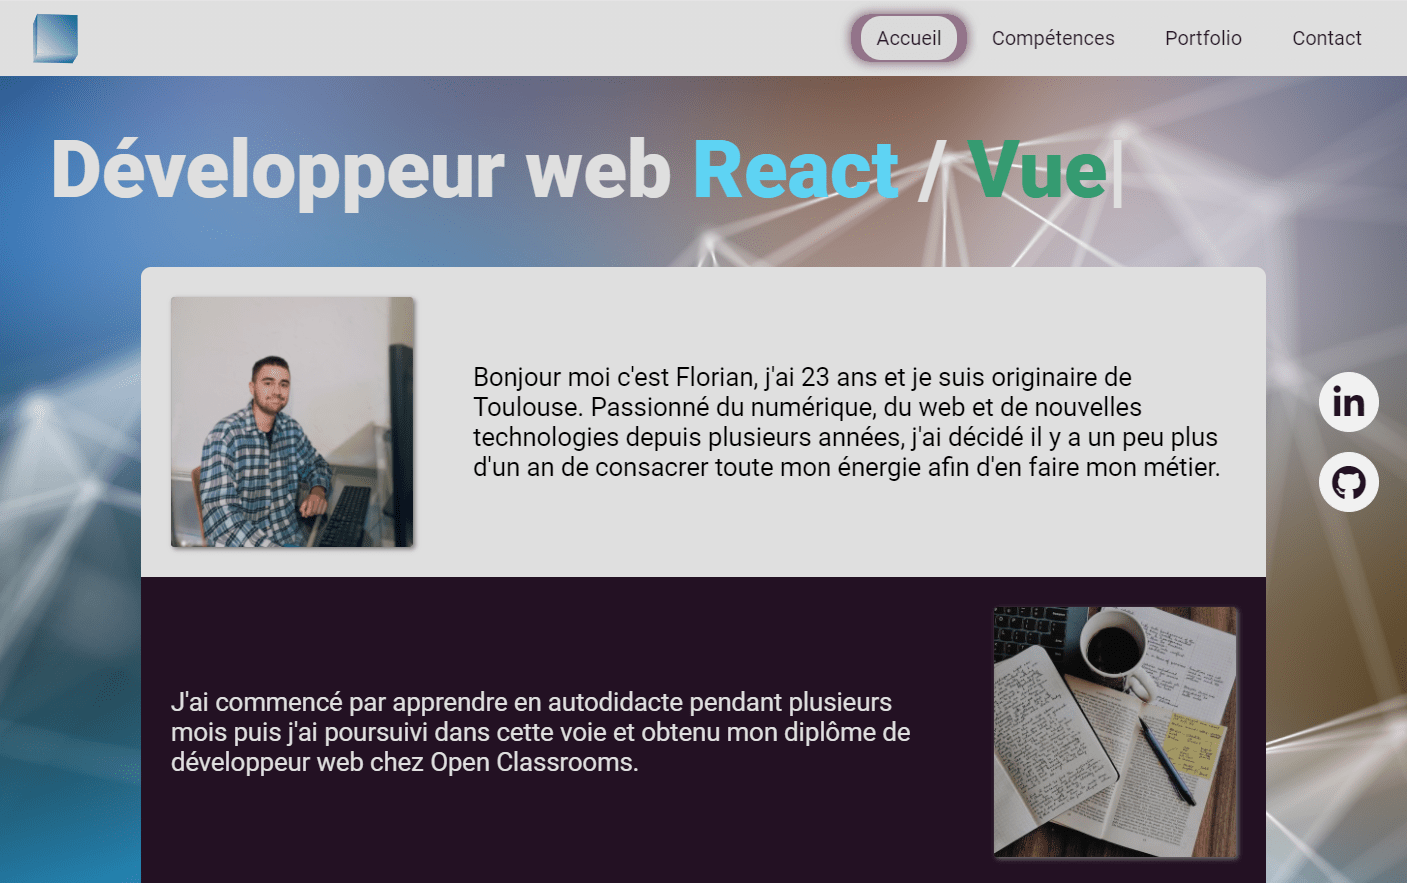 Accueil Compétences Portfolio Contact
Développeur web React / Vue|
Bonjour moi c'est Florian, j'ai 23 ans et je suis originaire de
Toulouse. Passionné du numérique, du web et de nouvelles
technologies depuis plusieurs années, j'ai décidé il y a un peu plus
d'un an de consacrer toute mon énergie afin d'en faire mon métier.
in
J'ai commencé par apprendre en autodidacte pendant plusieurs
mois puis j'ai poursuivi dans cette voie et obtenu mon diplôme de
développeur web chez Open Classrooms.